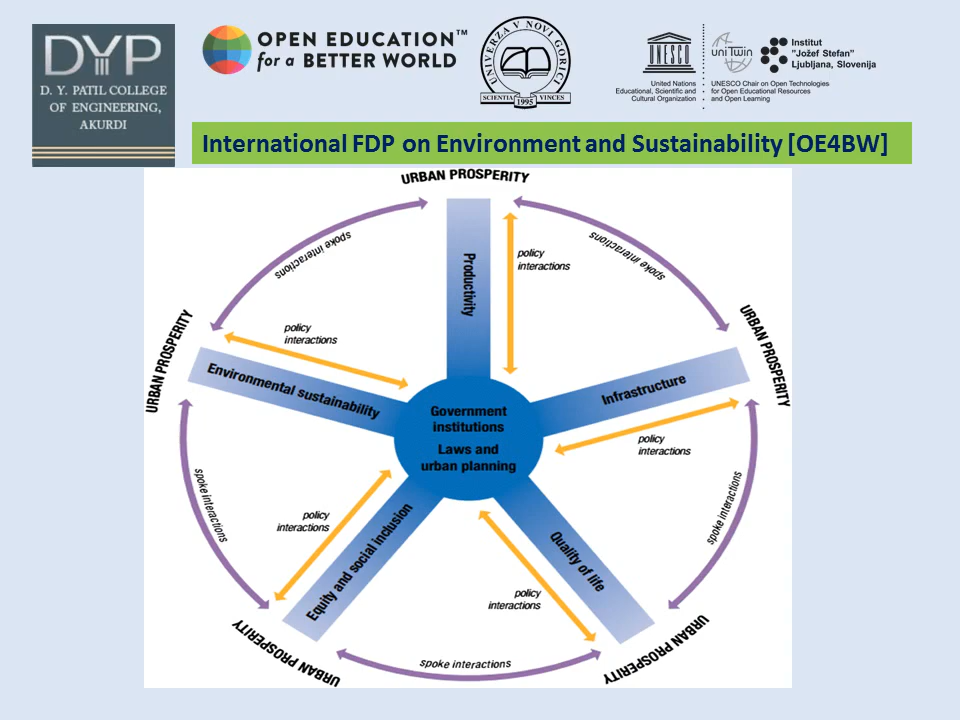 DYP
D. Y. PATIL COLLEGE
OF ENGINEERING,
AKURDI
OPEN EDUCATION™
for a BETTER WORLD
UNIVERZA V NOVI GORICI
SCIENTIA VINCES
1995
UNESCO
United Nations
Educational, Scientific and
Cultural Organization
uniTwin
Institut
"Jožef Stefan"
Ljubljana, Slovenija
UNESCO Chair on Open Technologies
for Open Educational Resources
and Open Learning
International FDP on Environment and Sustainability [OE4BW]
URBAN PROSPERITY
spoke interactions
spoke interactions
Productivity
policy
interactions
URBAN PROSPERITY
URBAN PROSPERITY
policy
interactions
Environmental sustainability
Infrastructure
Government
institutions
Laws and
urban planning
policy
interactions
spoke interactions
spoke interactions
policy
interactions
Equity and social inclusion
Quality of life
policy
interactions
URBAN PROSPERITY
URBAN PROSPERITY
spoke interactions